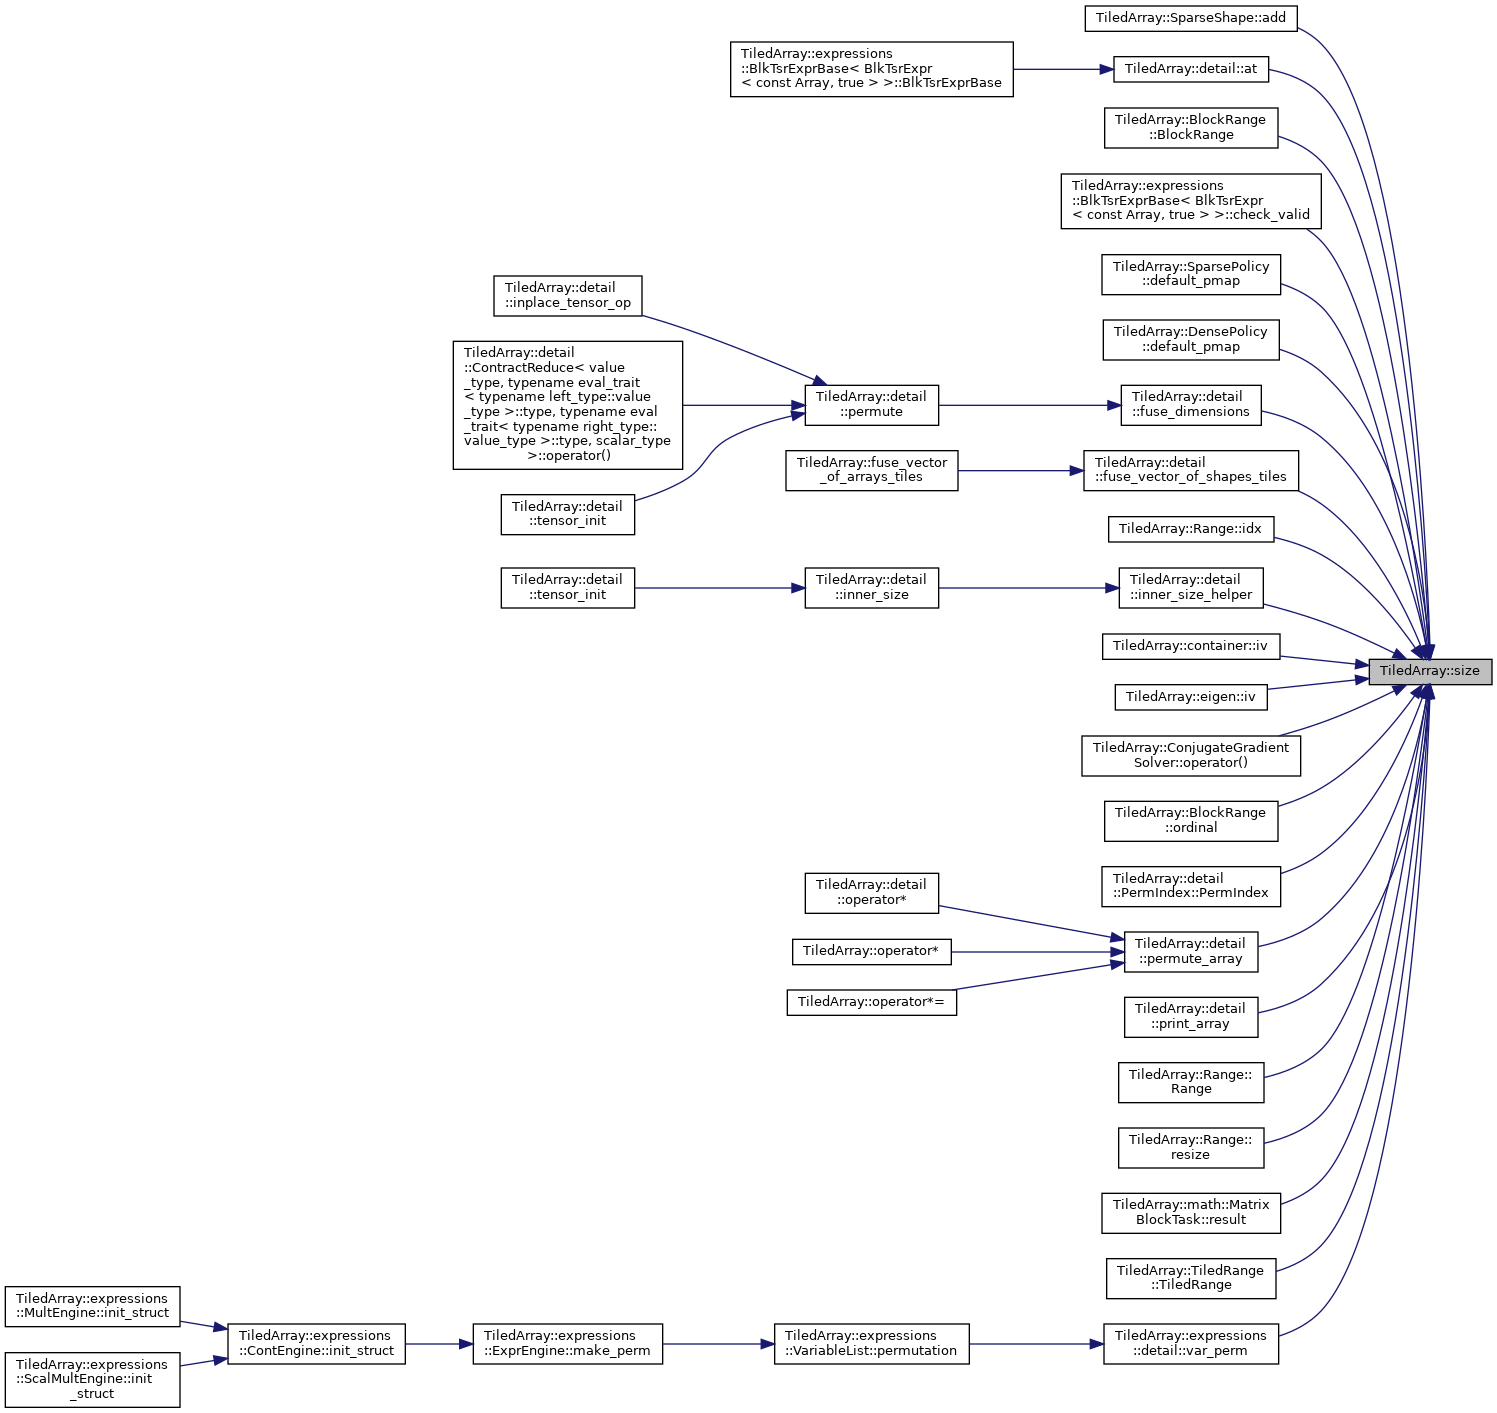 TiledArray::SparseShape::add
TiledArray::expressions
::BlkTsrExprBase< BlkTsrExpr
< const Array, true > >::BlkTsrExprBase
TiledArray::detail::at
TiledArray::BlockRange
::BlockRange
TiledArray::expressions
::BlkTsrExprBase< BlkTsrExpr
< const Array, true > >::check_valid
TiledArray::SparsePolicy
::default_pmap
TiledArray::detail
::inplace_tensor_op
TiledArray::DensePolicy
::default_pmap
TiledArray::detail
::ContractReduce< value
_type, typename eval_trait
< typename left_type::value
_type >::type, typename eval
_trait< typename right_type::
value_type >::type, scalar_type
>::operator()
TiledArray::detail
::permute
TiledArray::detail
::fuse_dimensions
TiledArray::fuse_vector
_of_arrays_tiles
TiledArray::detail
::fuse_vector_of_shapes_tiles
TiledArray::detail
::tensor_init
TiledArray::Range::idx
TiledArray::detail
::tensor_init
TiledArray::detail
::inner_size
TiledArray::detail
::inner_size_helper
TiledArray::container::iv
TiledArray::size
TiledArray::eigen::iv
TiledArray::ConjugateGradient
Solver::operator()
TiledArray::BlockRange
::ordinal
TiledArray::detail
::PermIndex::PermIndex
TiledArray::detail
::operator*
TiledArray::operator*
TiledArray::detail
::permute_array
TiledArray::operator*=
TiledArray::detail
::print_array
TiledArray::Range::
Range
TiledArray::Range::
resize
TiledArray::math::Matrix
BlockTask::result
TiledArray::TiledRange
::TiledRange
TiledArray::expressions
::MultEngine::init_struct
TiledArray::expressions
::ScalMultEngine::init
_struct
TiledArray::expressions
::ContEngine::init_struct
TiledArray::expressions
::ExprEngine::make_perm
TiledArray::expressions
::VariableList::permutation
TiledArray::expressions
::detail::var_perm